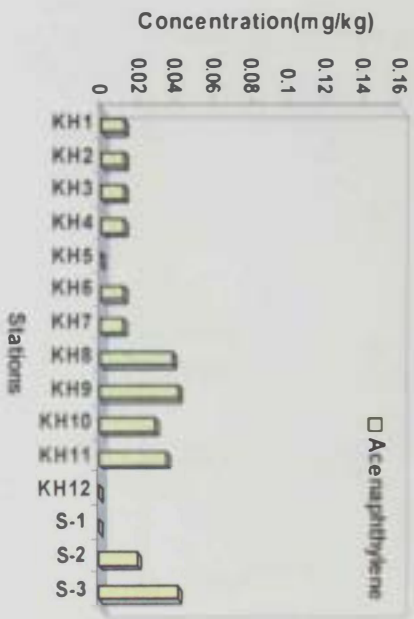 Concentration(mg/kg)
0 0.02 0.04 0.06 0.08 0.1 0.12 0.14 0.16
KH1
KH2
KH3
KH4
KH5
KH6
KH7
KH8
KH9
KH10
KH11
KH12
S-1
S-2
S-3
Stations
Acenaphthylene